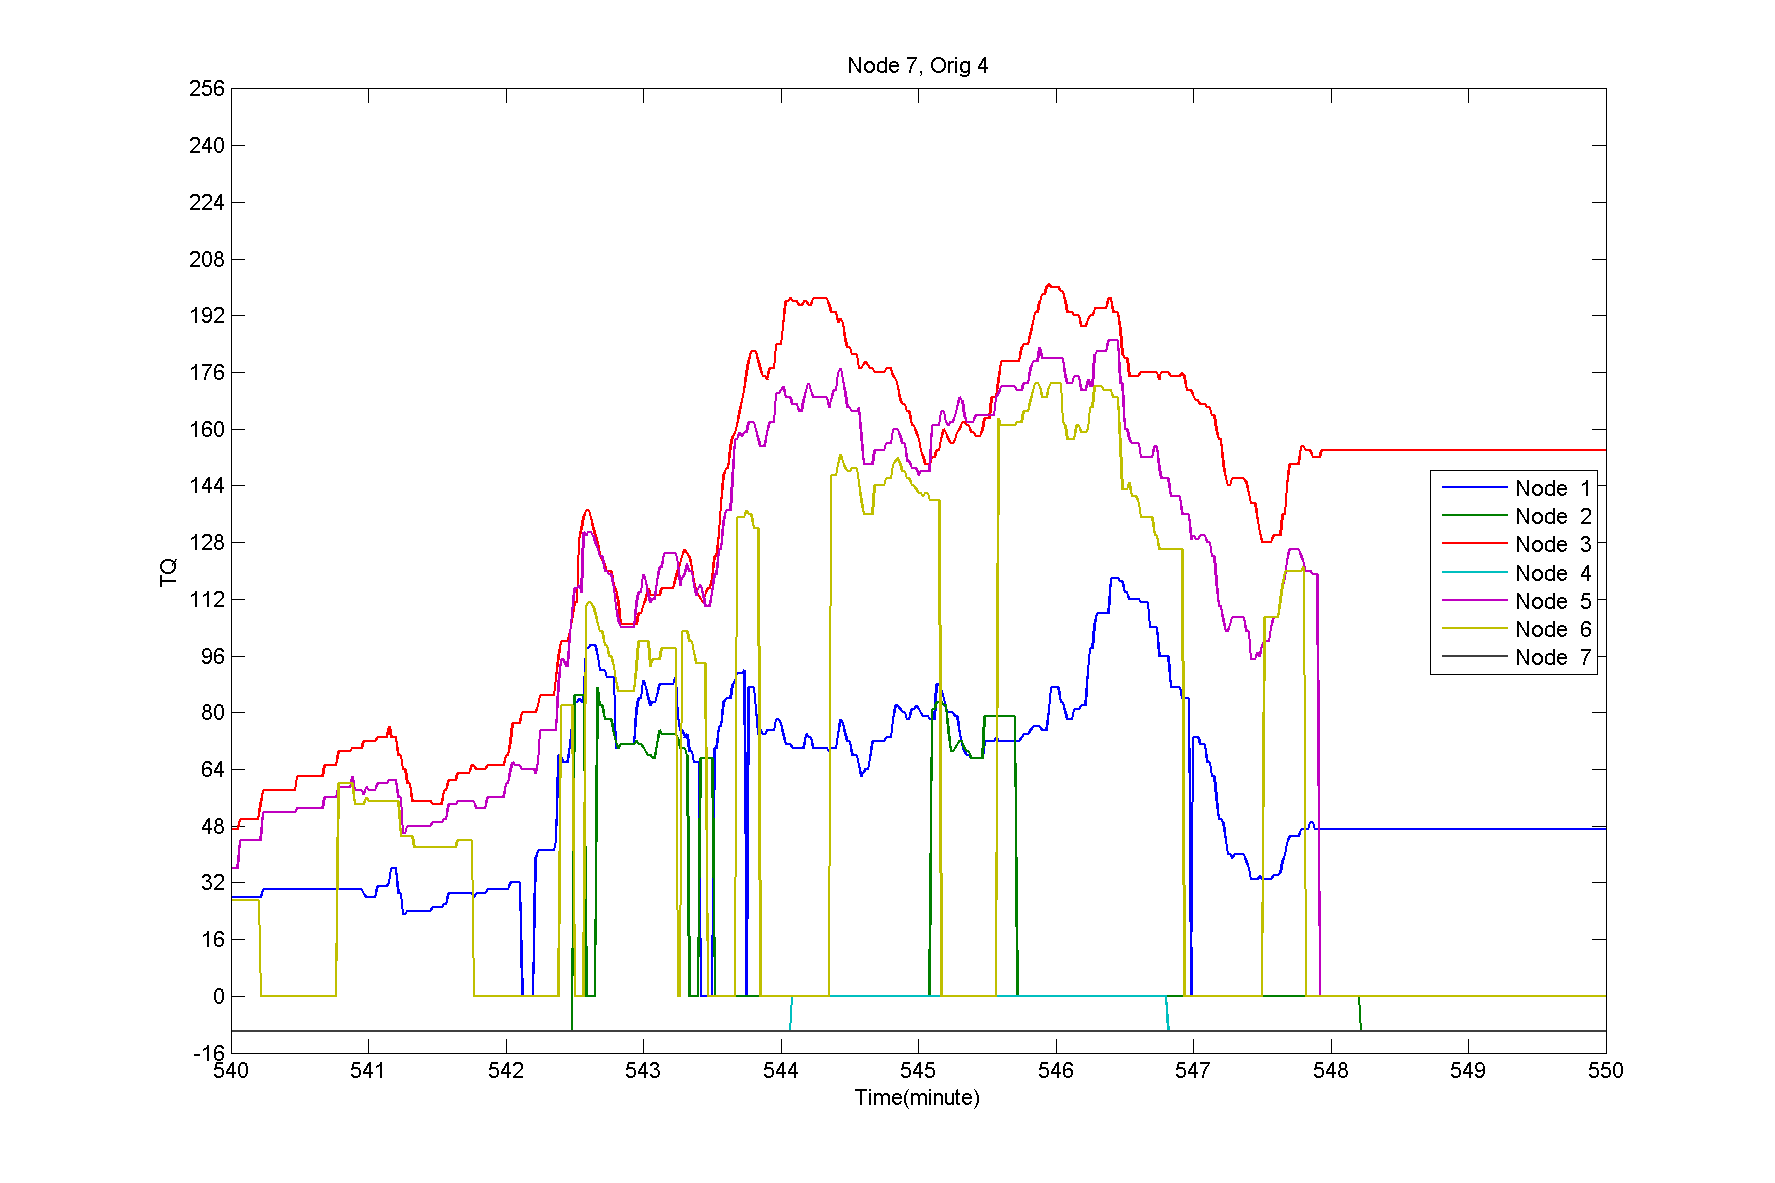 Node 7, Orig 4
256
240
224
208
192
176
160
144
128
112
96
80
64
48
32
16
0
-16
TQ
540 541 542 543 544 545 546 547 548 549 550
Time(minute)
Node 1
Node 2
Node 3
Node 4
Node 5
Node 6
Node 7